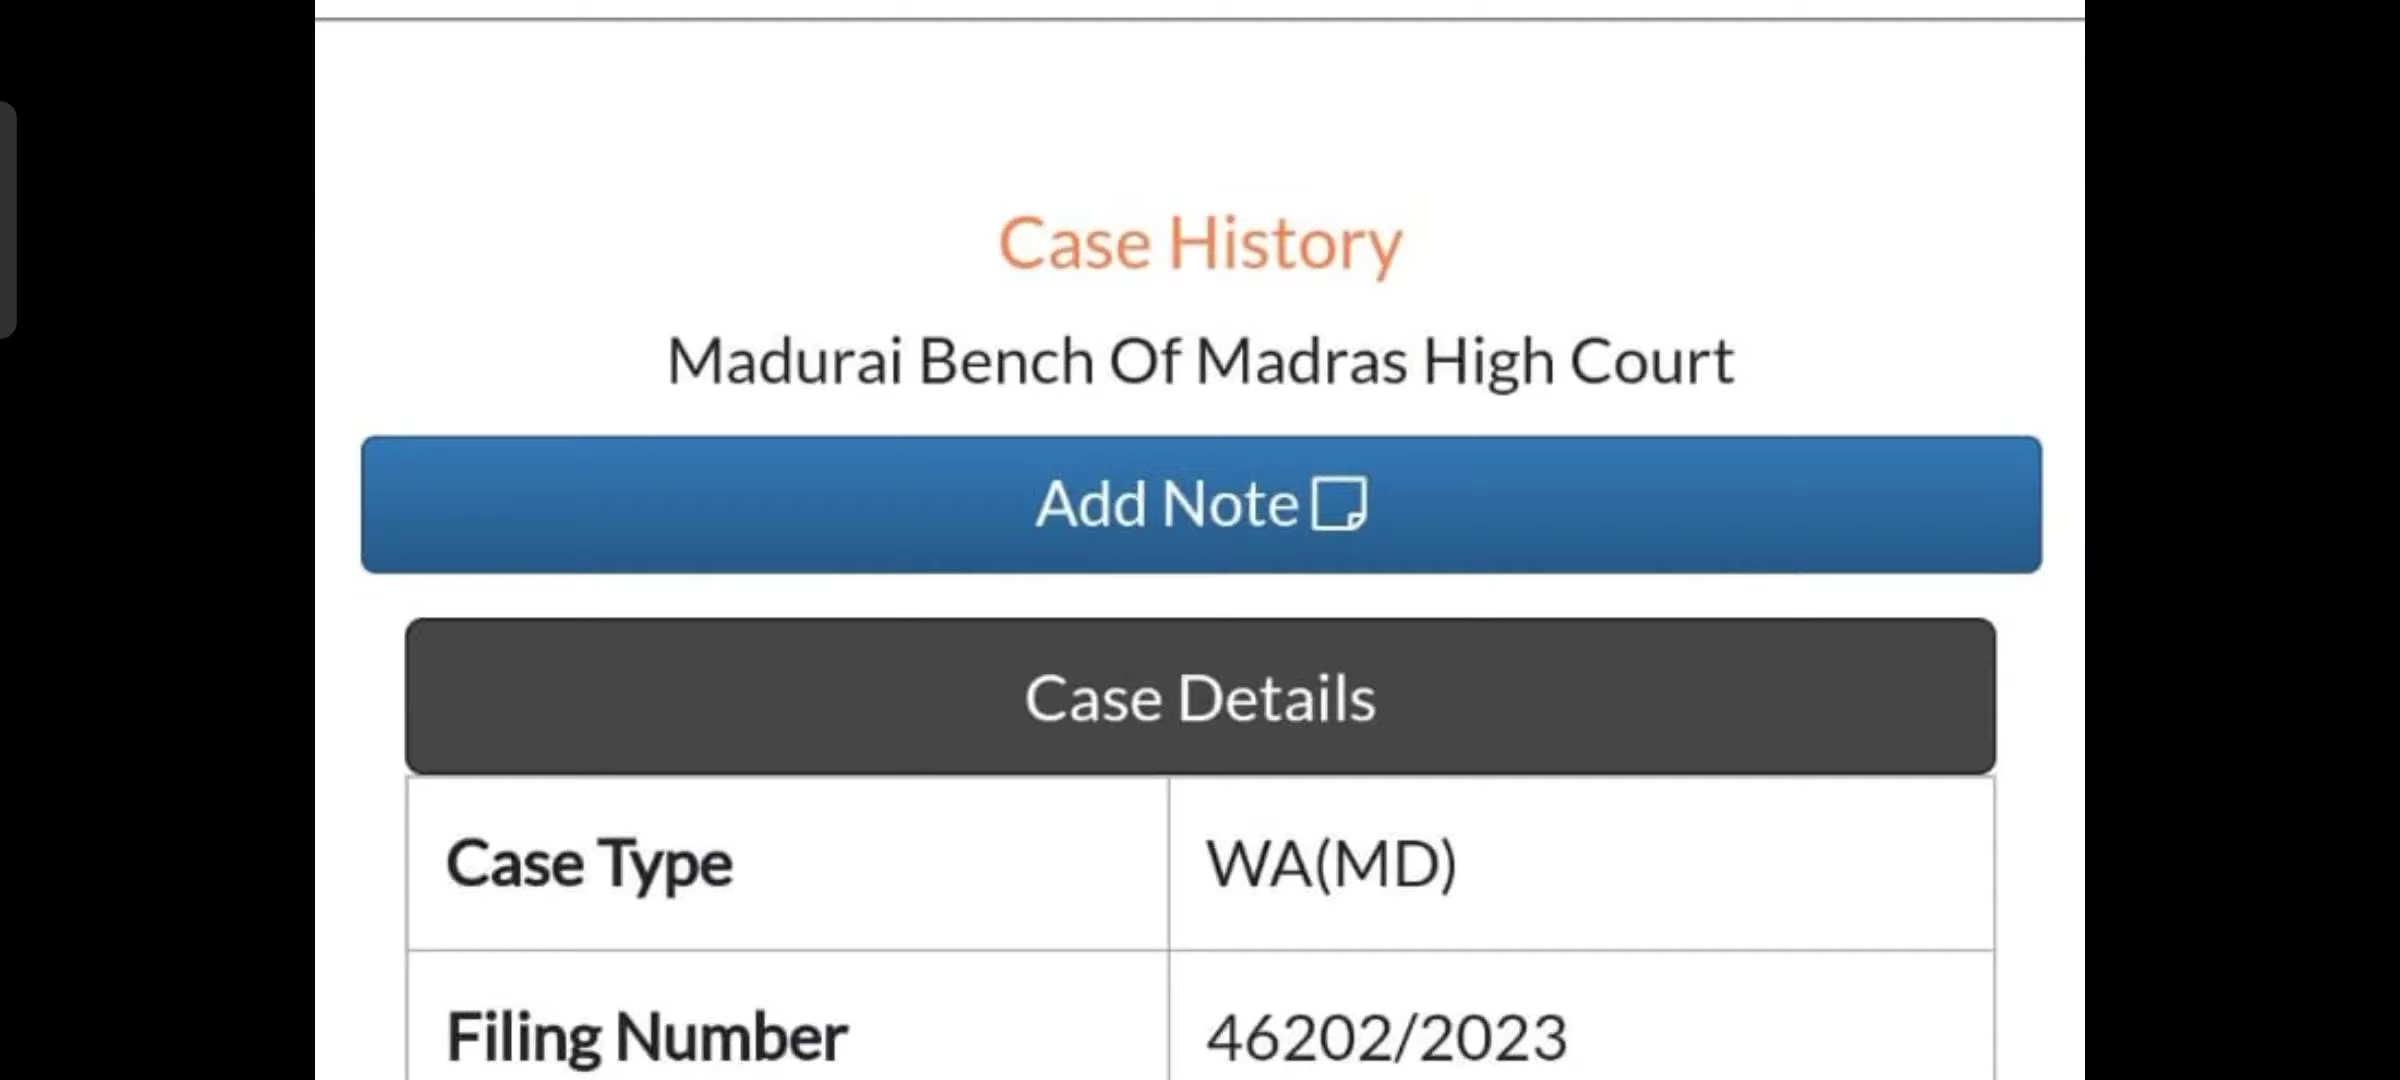 Case History
Madurai Bench Of Madras High Court
Add Note
Case Details
Case Type WA(MD)
Filing Number 46202/2023